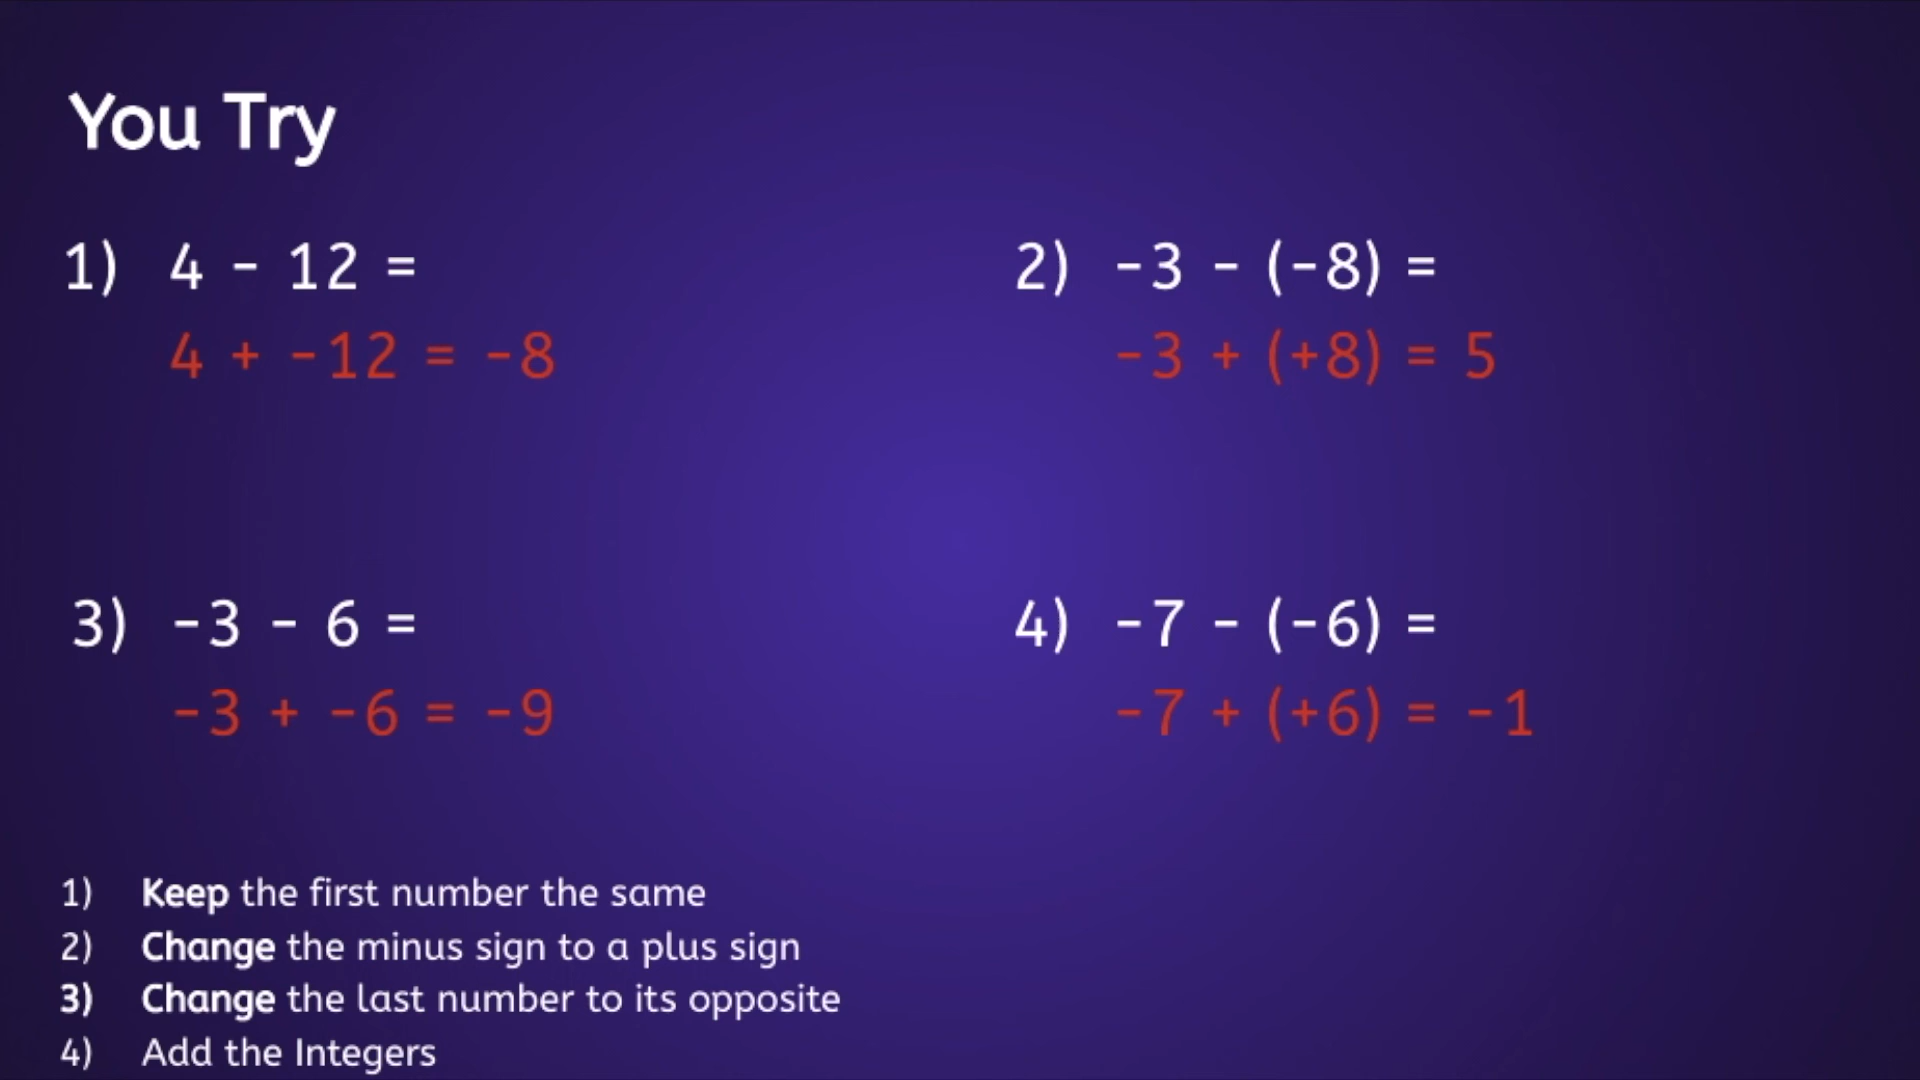 You Try
1) 4 - 12 =
4 + -12 = -8
2) -3 - (-8) =
-3 + (+8) = 5
3) -3 - 6 =
-3 + -6 = -9
4) -7 - (-6) =
-7 + (+6) = -1
1) Keep the first number the same
2) Change the minus sign to a plus sign
3) Change the last number to its opposite
4) Add the Integers